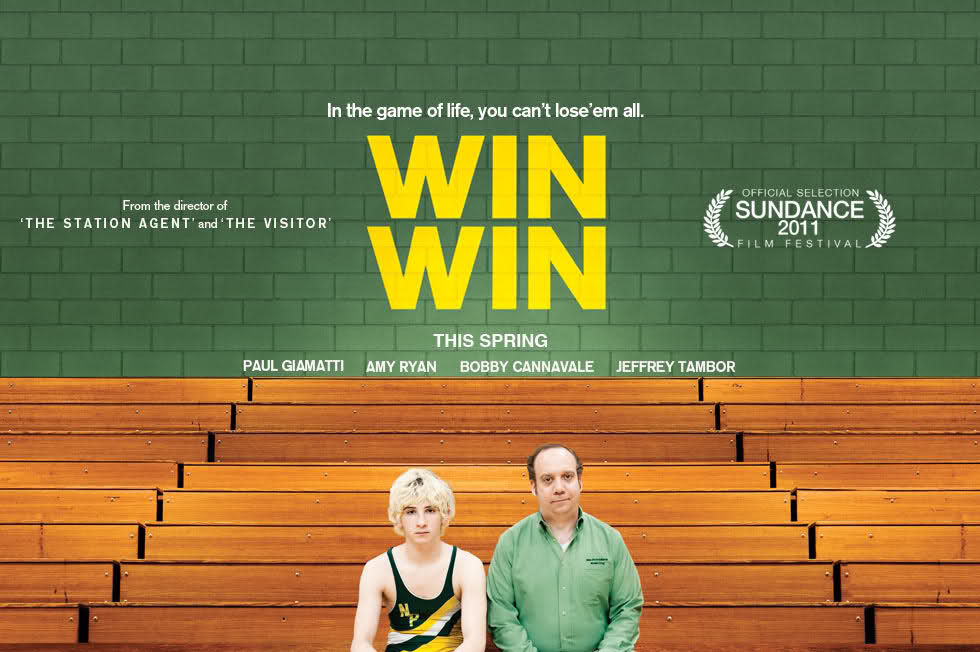 In the game of life, you can't lose 'em all.
WIN
WIN
From the director of
'THE STATION AGENT' and 'THE VISITOR'
OFFICIAL SELECTION
SUNDANCE
2011
FILM FESTIVAL
THIS SPRING
PAUL GIAMATTI AMY RYAN BOBBY CANNAVALE JEFFREY TAMBOR
NP